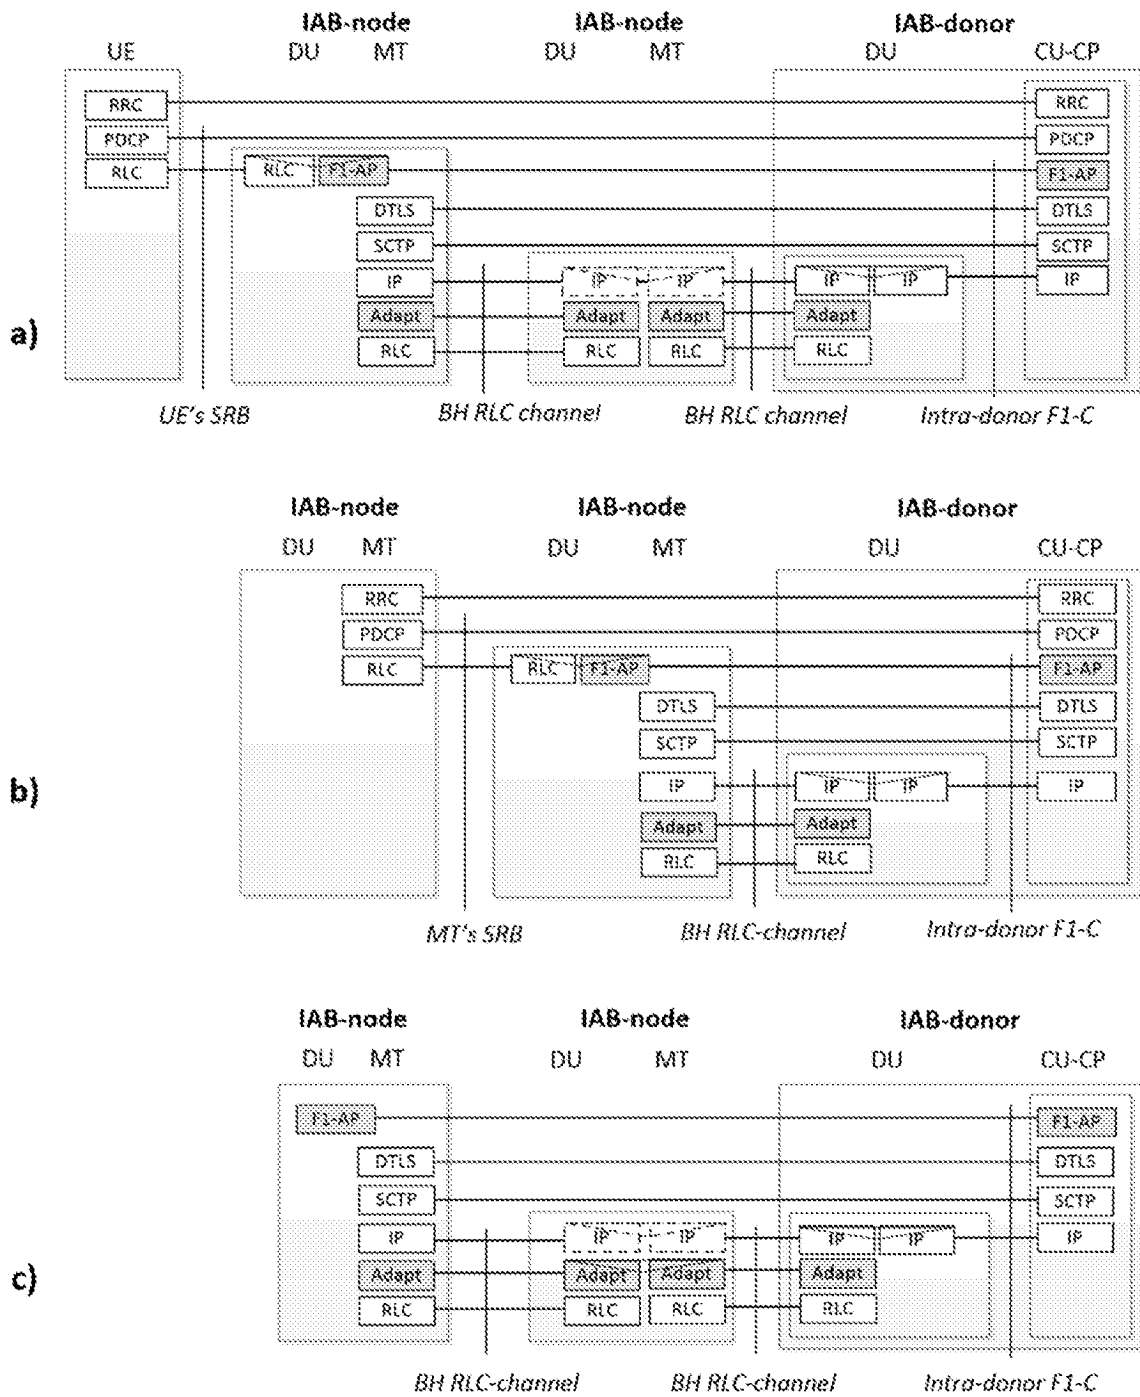 IAB-node IAB-node IAB-donor
UE DU MT DU MT DU CU-CP
RRC RRC
PDCP PDCP
RLC RLC F1-AP F1-AP
DTLS DTLS
SCTP SCTP
IP IP IP IP IP IP
Adapt Adapt Adapt Adapt
a)
RLC RLC RLC RLC
UE's SRB BH RLC channel BH RLC channel Intra-donor F1-C
IAB-node IAB-node IAB-donor
DU MT DU MT DU CU-CP
RRC RRC
PDCP PDCP
RLC RLC F1-AP F1-AP
DTLS DTLS
SCTP SCTP
b)
IP IP IP IP
Adapt Adapt
RLC RLC
MT's SRB BH RLC-channel Intra-donor F1-C
IAB-node IAB-node IAB-donor
DU MT DU MT DU CU-CP
F1-AP F1-AP
DTLS DTLS
SCTP SCTP
IP IP IP IP IP IP
c)
Adapt Adapt Adapt Adapt
RLC RLC RLC RLC
BH RLC-channel BH RLC-channel Intra-donor F1-C